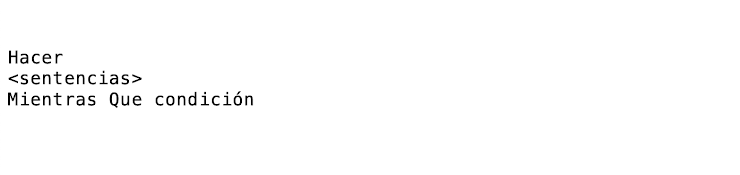 Hacer
<sentencias>
Mientras Que condición